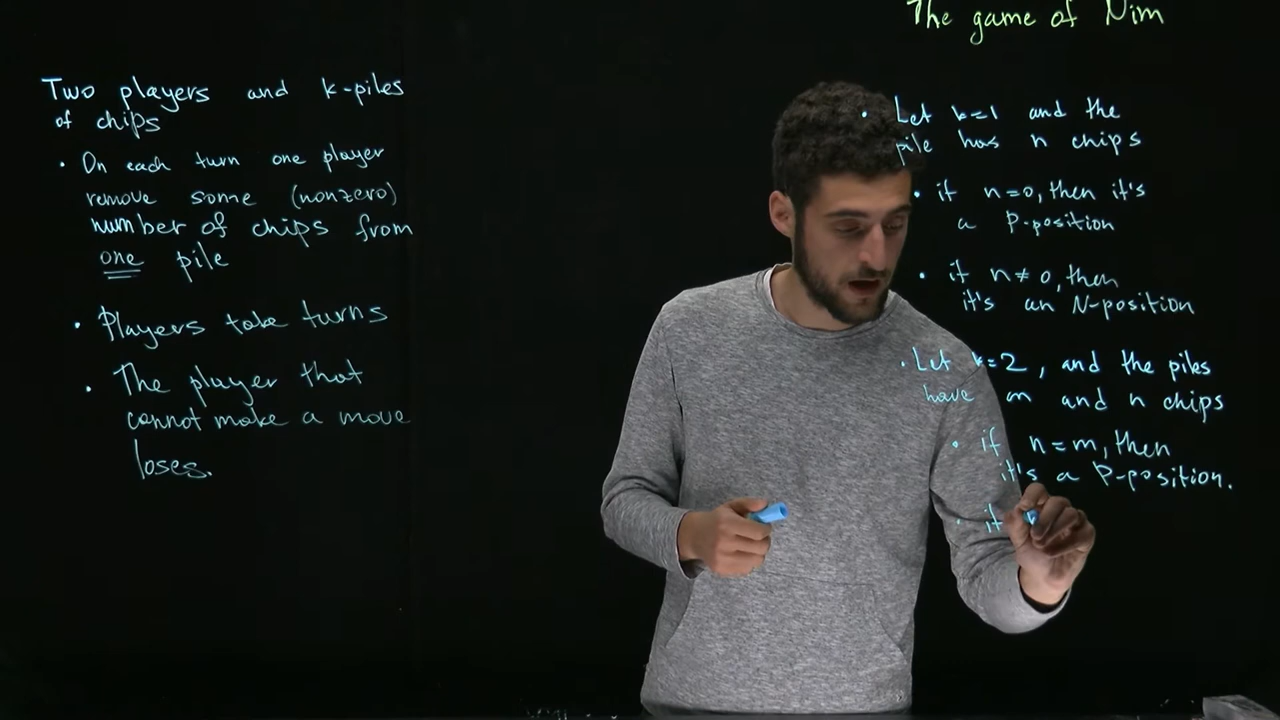 The game of Nim
Two players and k-piles
of chips
• On each turn one player
remove some (nonzero)
number of chips from
one pile
• Players take turns
• The player that
cannot make a move
loses.
• Let k=1 and the
pile has n chips
• if n=0, then it's
a P-position
• if n≠0, then
it's an N-position
• Let k=2, and the piles
have m and n chips
• if n=m, then
it's a P-position.
• if